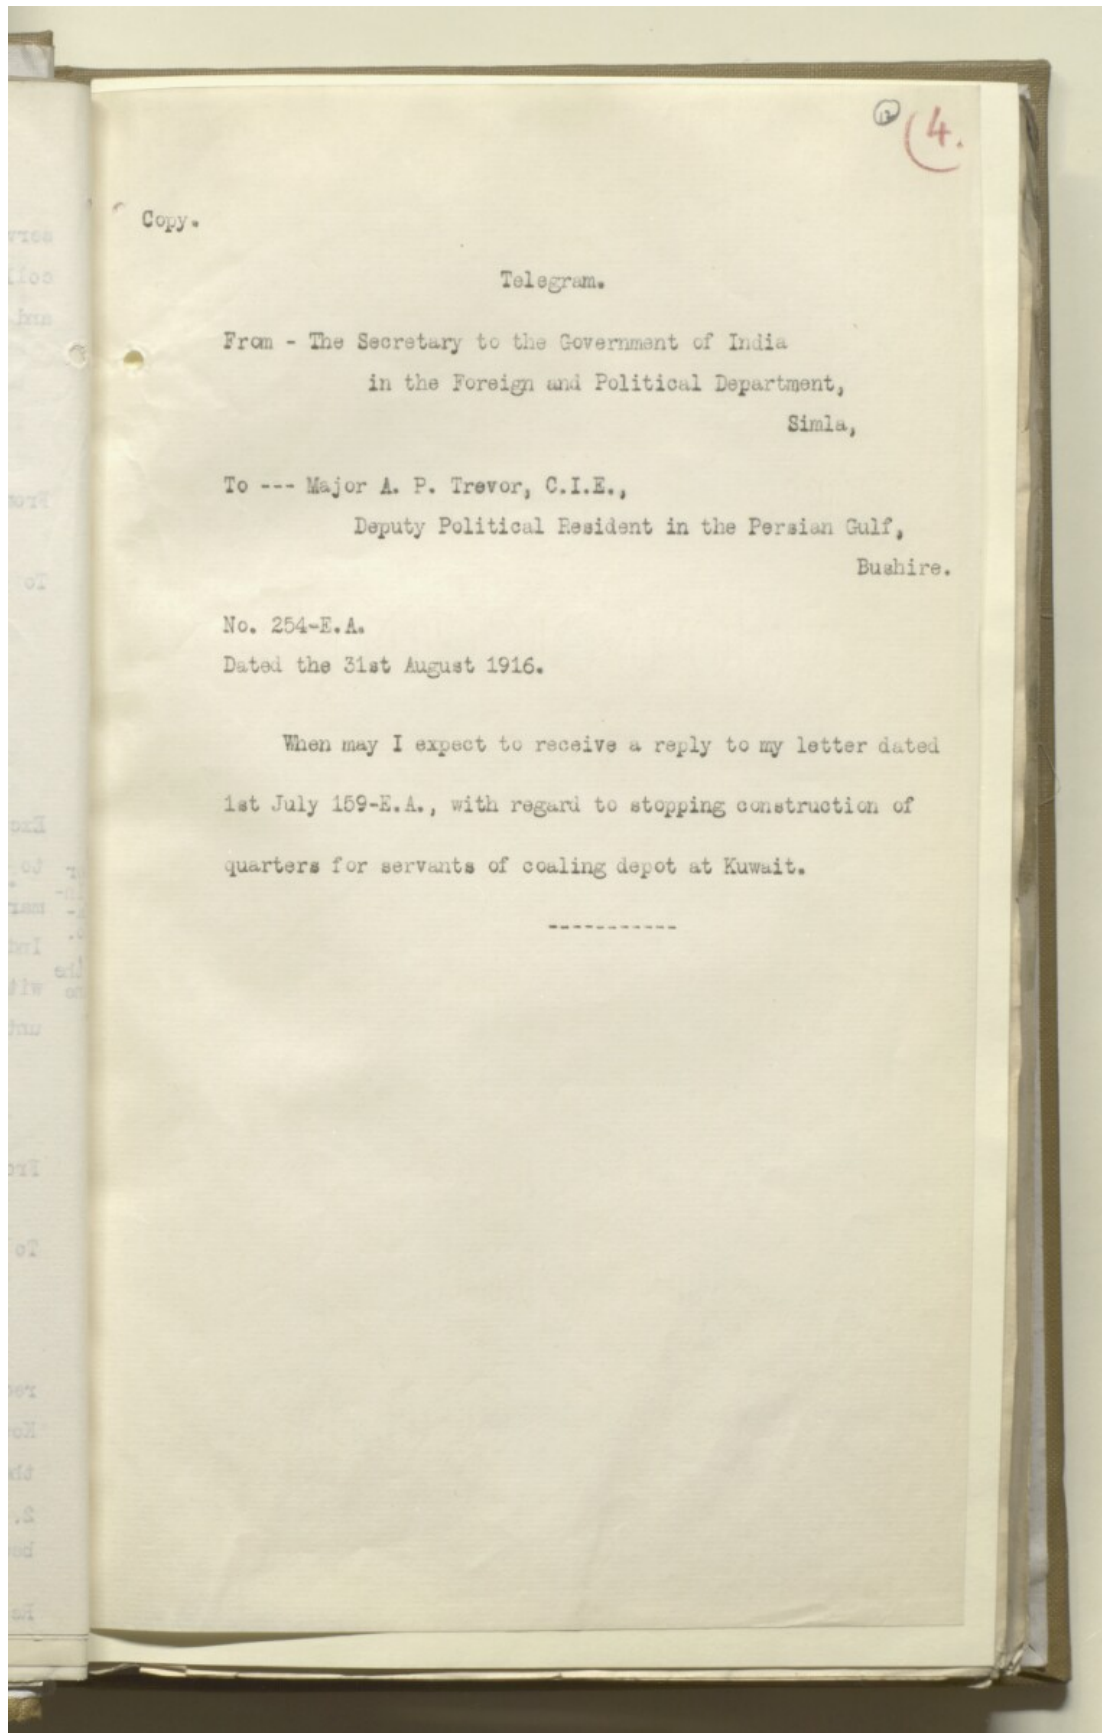 12
4.
Copy.
Telegram.
From - The Secretary to the Government of India
in the Foreign and Political Department,
Simla,
To --- Major A. P. Trevor, C.I.E.,
Deputy Political Resident in the Persian Gulf,
Bushire.
No. 254-E.A.
Dated the 31st August 1916.
When may I expect to receive a reply to my letter dated
1st July 159-E.A., with regard to stopping construction of
quarters for servants of coaling depot at Kuwait.
-----------